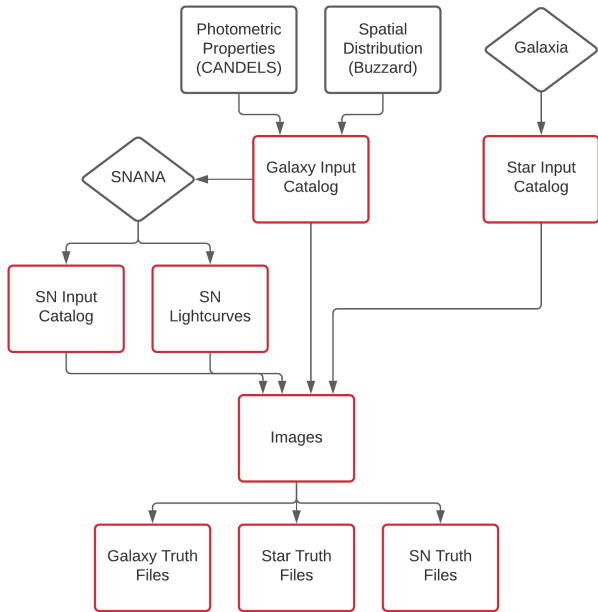 Photometric
Properties
(CANDELS)
Spatial
Distribution
(Buzzard)
Galaxia
SNANA
Galaxy Input
Catalog
Star Input
Catalog
SN Input
Catalog
SN
Lightcurves
Images
Galaxy Truth
Files
Star Truth
Files
SN Truth
Files